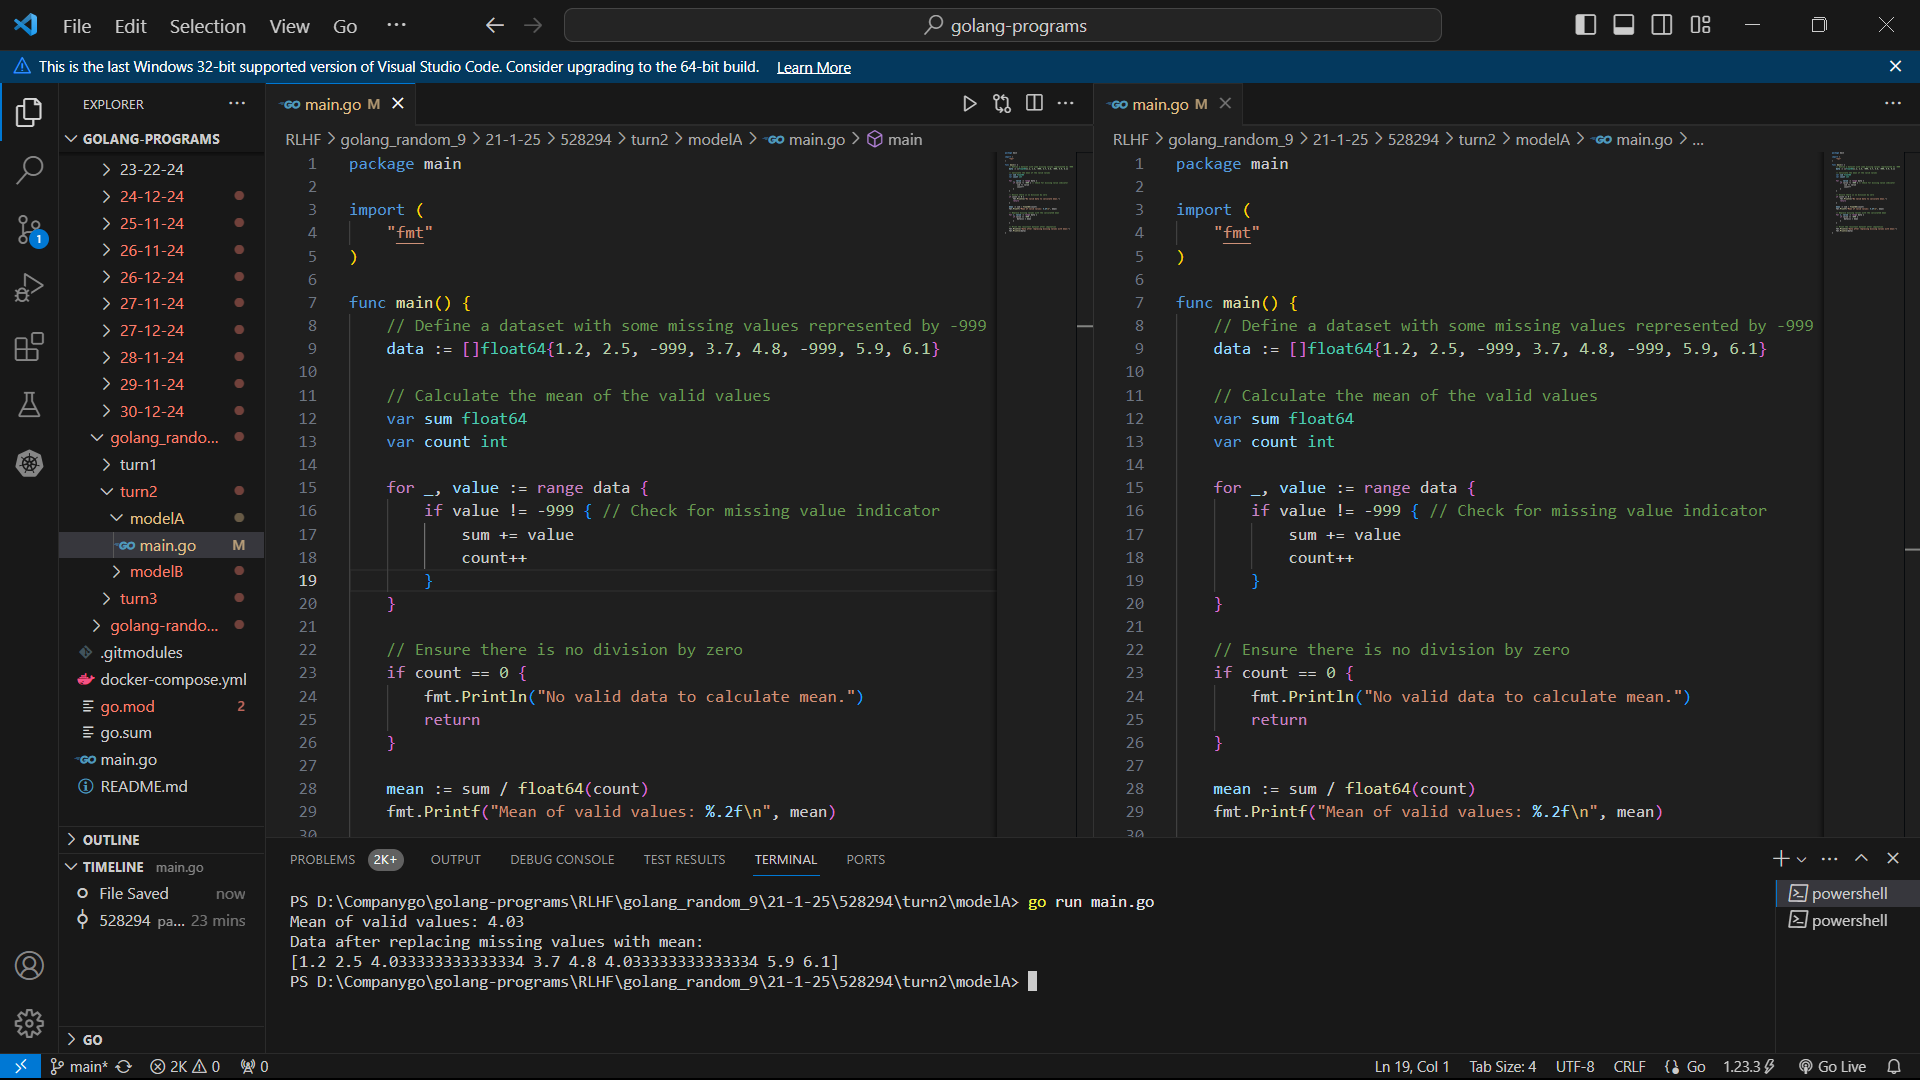 File Edit Selection View Go ··· golang-programs
This is the last Windows 32-bit supported version of Visual Studio Code. Consider upgrading to the 64-bit build. Learn More
EXPLORER
GOLANG-PROGRAMS
23-22-24
24-12-24
25-11-24
26-11-24
26-12-24
27-11-24
27-12-24
28-11-24
29-11-24
30-12-24
golang_rando...
turn1
turn2
modelA
main.go M
modelB
turn3
golang-rando...
.gitmodules
docker-compose.yml
go.mod 2
go.sum
main.go
README.md
OUTLINE
TIMELINE main.go
File Saved now
528294 pa... 23 mins
GO
1
main.go M
RLHF > golang_random_9 > 21-1-25 > 528294 > turn2 > modelA > main.go > main
1 package main
2
3 import (
4 "fmt"
5 )
6
7 func main() {
8 // Define a dataset with some missing values represented by -999
9 data := []float64{1.2, 2.5, -999, 3.7, 4.8, -999, 5.9, 6.1}
10
11 // Calculate the mean of the valid values
12 var sum float64
13 var count int
14
15 for _, value := range data {
16 if value != -999 { // Check for missing value indicator
17 sum += value
18 count++
19 }
20 }
21
22 // Ensure there is no division by zero
23 if count == 0 {
24 fmt.Println("No valid data to calculate mean.")
25 return
26 }
27
28 mean := sum / float64(count)
29 fmt.Printf("Mean of valid values: %.2f\n", mean)
30
main.go M
RLHF > golang_random_9 > 21-1-25 > 528294 > turn2 > modelA > main.go > ...
1 package main
2
3 import (
4 "fmt"
5 )
6
7 func main() {
8 // Define a dataset with some missing values represented by -999
9 data := []float64{1.2, 2.5, -999, 3.7, 4.8, -999, 5.9, 6.1}
10
11 // Calculate the mean of the valid values
12 var sum float64
13 var count int
14
15 for _, value := range data {
16 if value != -999 { // Check for missing value indicator
17 sum += value
18 count++
19 }
20 }
21
22 // Ensure there is no division by zero
23 if count == 0 {
24 fmt.Println("No valid data to calculate mean.")
25 return
26 }
27
28 mean := sum / float64(count)
29 fmt.Printf("Mean of valid values: %.2f\n", mean)
30
PROBLEMS 2K+ OUTPUT DEBUG CONSOLE TEST RESULTS TERMINAL PORTS
PS D:\Companygo\golang-programs\RLHF\golang_random_9\21-1-25\528294\turn2\modelA> go run main.go
Mean of valid values: 4.03
Data after replacing missing values with mean:
[1.2 2.5 4.033333333333334 3.7 4.8 4.033333333333334 5.9 6.1]
PS D:\Companygo\golang-programs\RLHF\golang_random_9\21-1-25\528294\turn2\modelA>
powershell
powershell
main* 2K 0 0 Ln 19, Col 1 Tab Size: 4 UTF-8 CRLF Go 1.23.3 Go Live